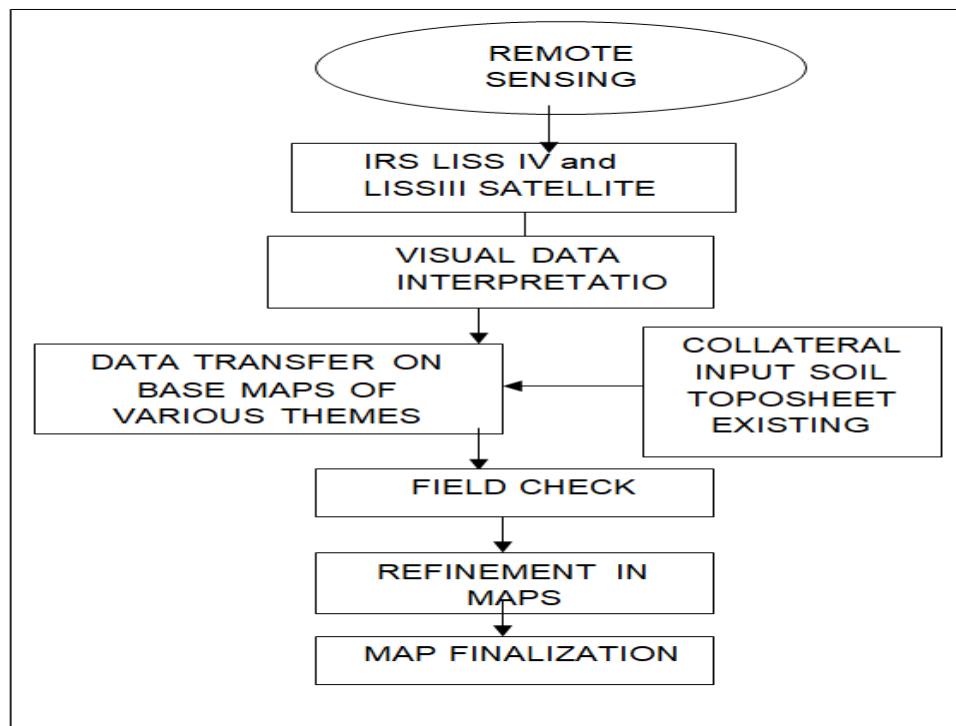 REMOTE
SENSING
IRS LISS IV and
LISSIII SATELLITE
VISUAL DATA
INTERPRETATIO
DATA TRANSFER ON
BASE MAPS OF
VARIOUS THEMES
COLLATERAL
INPUT SOIL
TOPOSHEET
EXISTING
FIELD CHECK
REFINEMENT IN
MAPS
MAP FINALIZATION